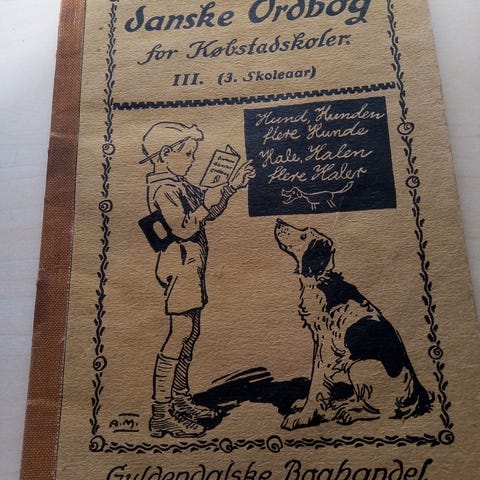 danske Ordbog
for Købstadskoler.
III. (3. Skoleaar)
Hund, Hunden
flere Hunde
Hale, Halen
flere Haler
A.M.
Gyldendalske Boghandel